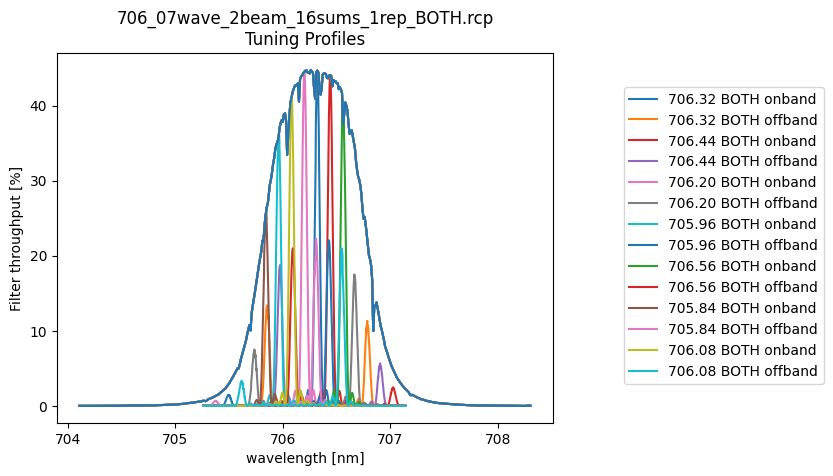 706_07wave_2beam_16sums_1rep_BOTH.rcp
Tuning Profiles
Filter throughput [%]
40
30
20
10
0
704
705
706
707
708
wavelength [nm]
706.32 BOTH onband
706.32 BOTH offband
706.44 BOTH onband
706.44 BOTH offband
706.20 BOTH onband
706.20 BOTH offband
705.96 BOTH onband
705.96 BOTH offband
706.56 BOTH onband
706.56 BOTH offband
705.84 BOTH onband
705.84 BOTH offband
706.08 BOTH onband
706.08 BOTH offband